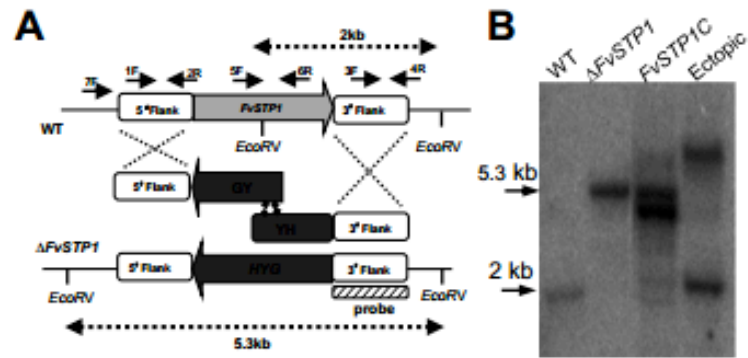 A
2kb
7F 1F 2R 5F 6R 3F 4R
5' Flank FvSTP1 3' Flank
WT
EcoRV EcoRV
5' Flank GY
YH 3' Flank
ΔFvSTP1
5' Flank HYG 3' Flank
EcoRV EcoRV
probe
5.3kb
B
WT ΔFvSTP1 FvSTP1C Ectopic
5.3 kb
2 kb